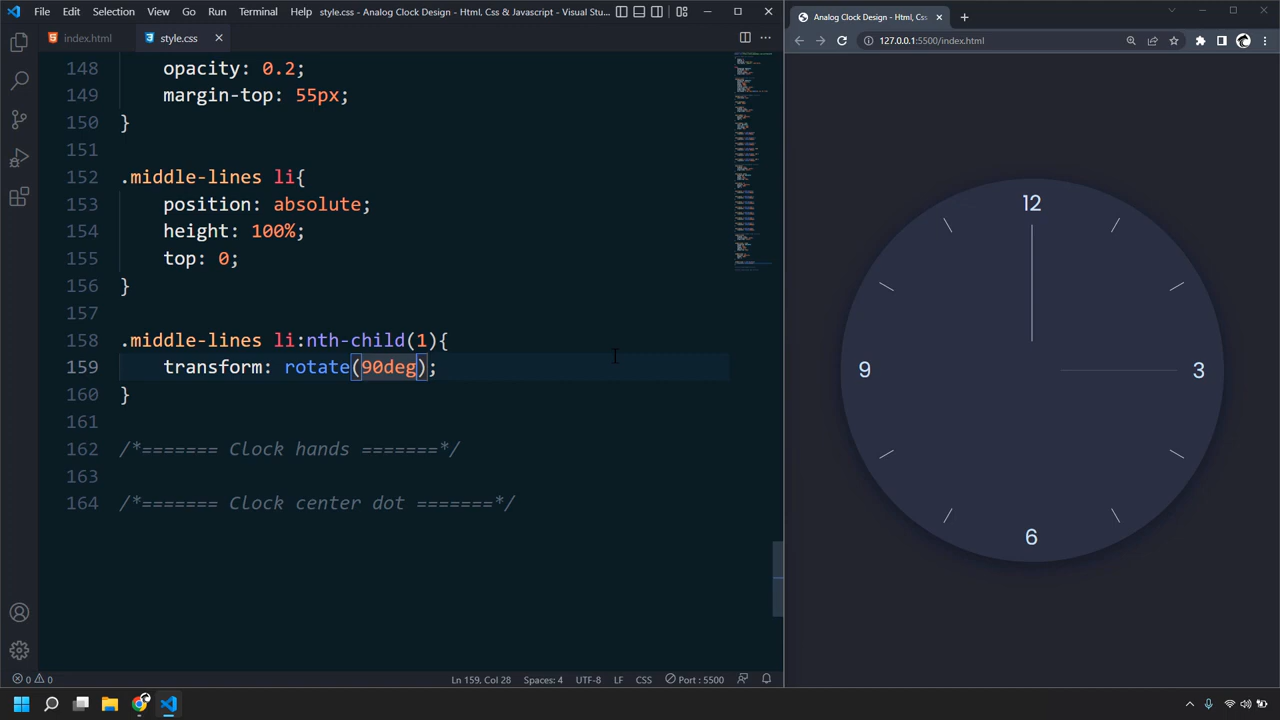 File Edit Selection View Go Run Terminal Help style.css - Analog Clock Design - Html, Css & Javascript - Visual Stu...
index.html style.css
148 opacity: 0.2;
149 margin-top: 55px;
150 }
151
152 .middle-lines li{
153 position: absolute;
154 height: 100%;
155 top: 0;
156 }
157
158 .middle-lines li:nth-child(1){
159 transform: rotate(90deg);
160 }
161
162 /*======= Clock hands =======*/
163
164 /*======= Clock center dot =======*/
0 0 Ln 159, Col 28 Spaces: 4 UTF-8 LF CSS Port : 5500
Analog Clock Design - Html, Css
127.0.0.1:5500/index.html
12
9 3
6